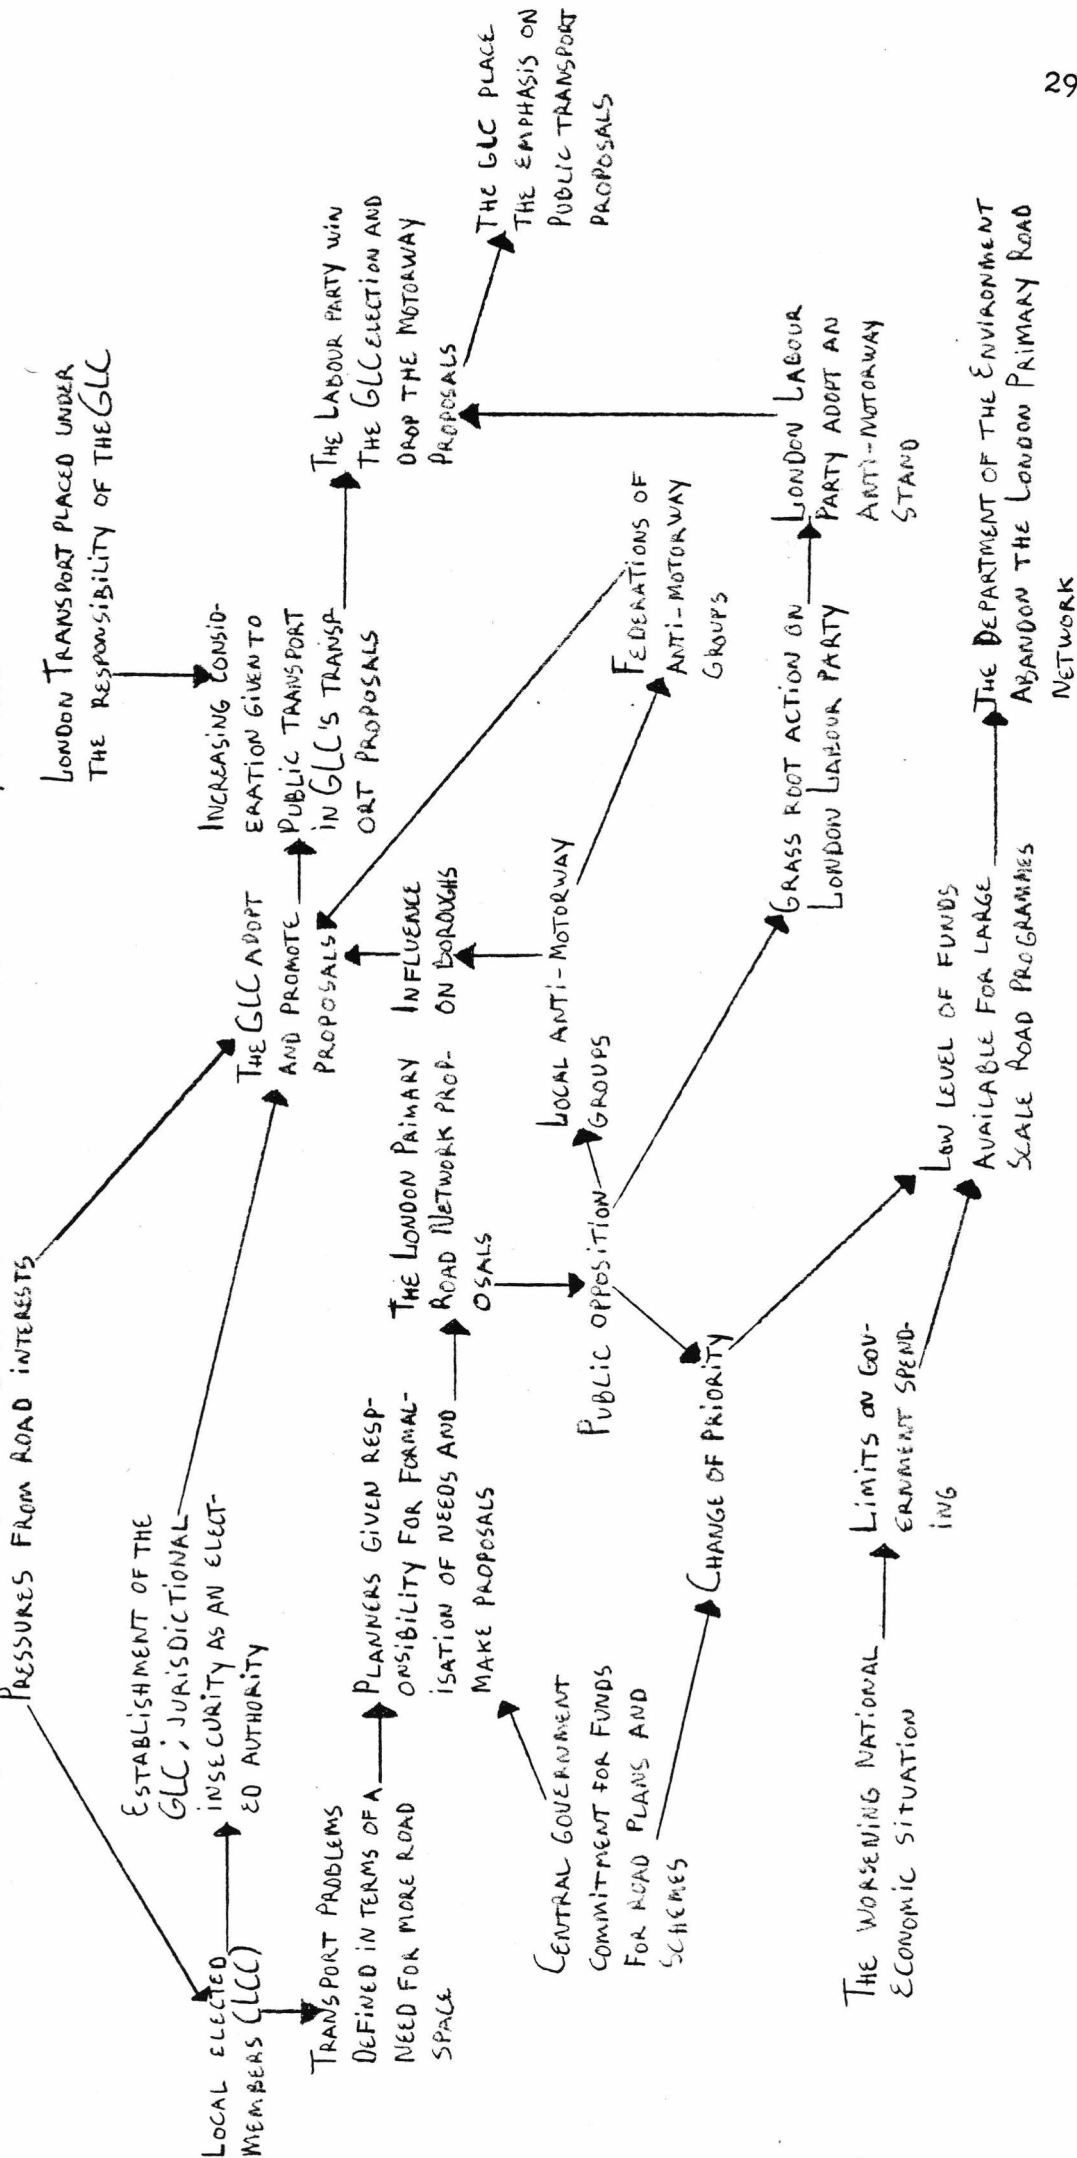 29
PRESSURES FROM ROAD INTERESTS
LONDON TRANSPORT PLACED UNDER
THE RESPONSIBILITY OF THE GLC
LOCAL ELECTED
MEMBERS (LCC)
ESTABLISHMENT OF THE
GLC; JURISDICTIONAL
INSECURITY AS AN ELECT-
ED AUTHORITY
THE GLC ADOPT
AND PROMOTE
PROPOSALS
INCREASING CONSID-
ERATION GIVEN TO
PUBLIC TRANSPORT
IN GLC'S TRANSP
ORT PROPOSALS
THE LABOUR PARTY WIN
THE GLC ELECTION AND
DROP THE MOTORWAY
PROPOSALS
THE GLC PLACE
THE EMPHASIS ON
PUBLIC TRANSPORT
PROPOSALS
TRANSPORT PROBLEMS
DEFINED IN TERMS OF A
NEED FOR MORE ROAD
SPACE
PLANNERS GIVEN RESP-
ONSIBILITY FOR FORMAL-
ISATION OF NEEDS AND
MAKE PROPOSALS
THE LONDON PRIMARY
ROAD NETWORK PROP-
OSALS
INFLUENCE
ON BOROUGHS
LOCAL ANTI-MOTORWAY
GROUPS
FEDERATIONS OF
ANTI-MOTORWAY
GROUPS
CENTRAL GOVERNMENT
COMMITMENT FOR FUNDS
FOR ROAD PLANS AND
SCHEMES
PUBLIC OPPOSITION
CHANGE OF PRIORITY
GRASS ROOT ACTION ON
LONDON LABOUR PARTY
LONDON LABOUR
PARTY ADOPT AN
ANTI-MOTORWAY
STAND
THE WORSENING NATIONAL
ECONOMIC SITUATION
LIMITS ON GOV-
ERNMENT SPEND-
ING
LOW LEVEL OF FUNDS
AVAILABLE FOR LARGE
SCALE ROAD PROGRAMMES
THE DEPARTMENT OF THE ENVIRONMENT
ABANDON THE LONDON PRIMARY ROAD
NETWORK